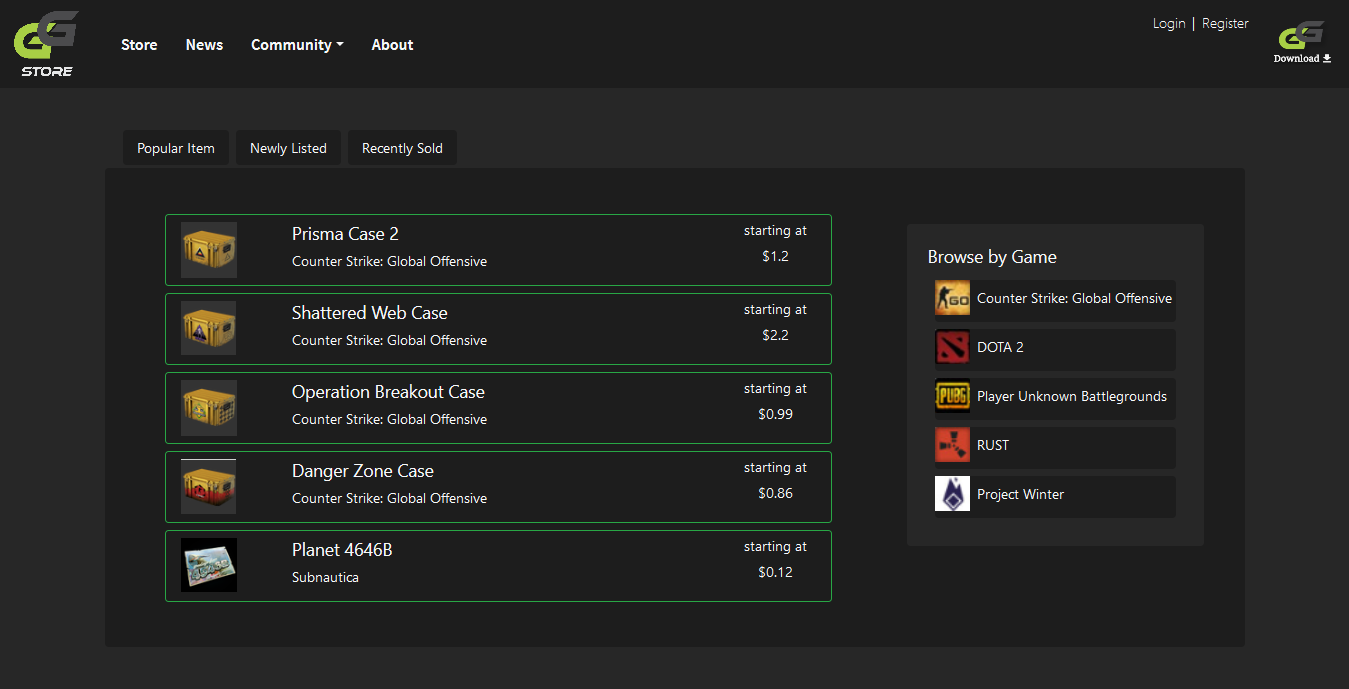 GG
STORE
Store
News
Community
About
Login | Register
GG
Download
Popular Item
Newly Listed
Recently Sold
Prisma Case 2
Counter Strike: Global Offensive
starting at
$1.2
Shattered Web Case
Counter Strike: Global Offensive
starting at
$2.2
Operation Breakout Case
Counter Strike: Global Offensive
starting at
$0.99
Danger Zone Case
Counter Strike: Global Offensive
starting at
$0.86
Planet 4646B
Subnautica
starting at
$0.12
Browse by Game
GO
Counter Strike: Global Offensive
DOTA 2
PUBG
Player Unknown Battlegrounds
RUST
Project Winter